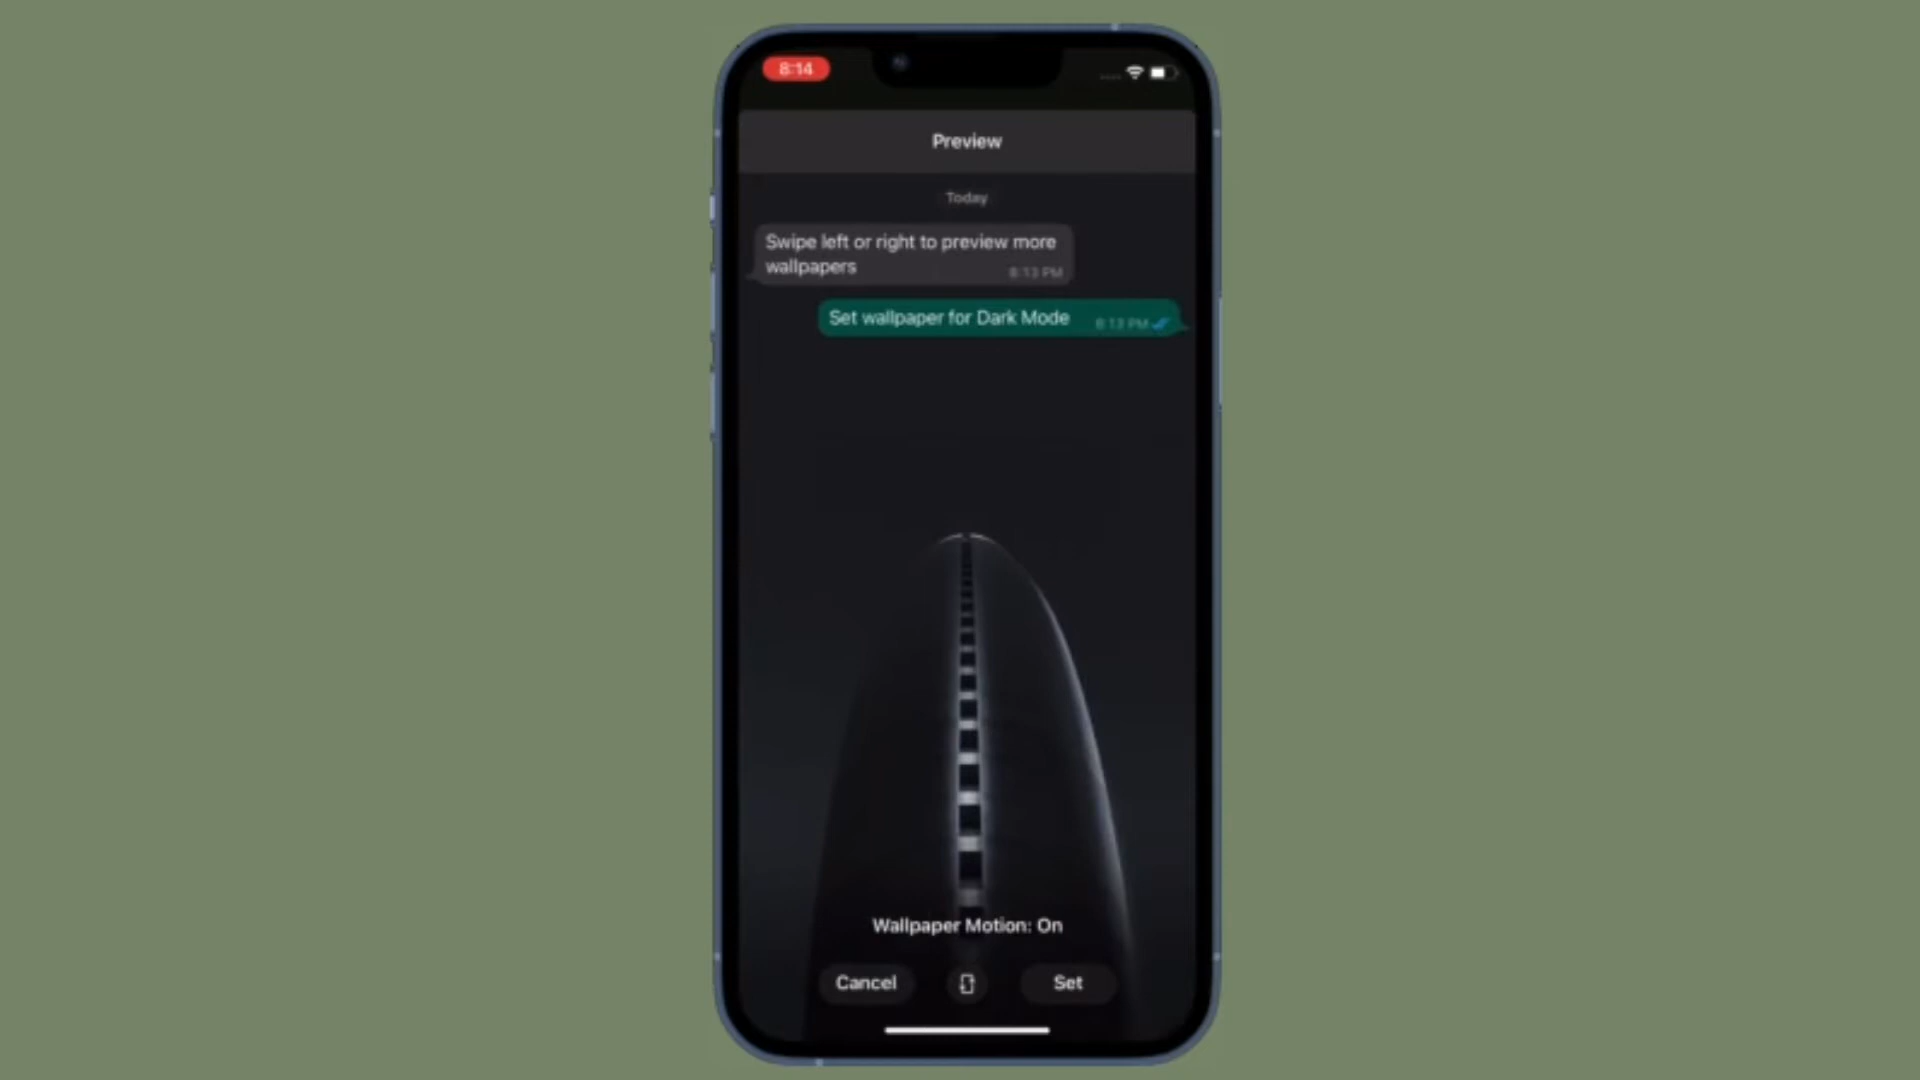 8:14
Preview
Today
Swipe left or right to preview more
wallpapers
8:13 PM
Set wallpaper for Dark Mode
8:13 PM
Wallpaper Motion: On
Cancel
Set